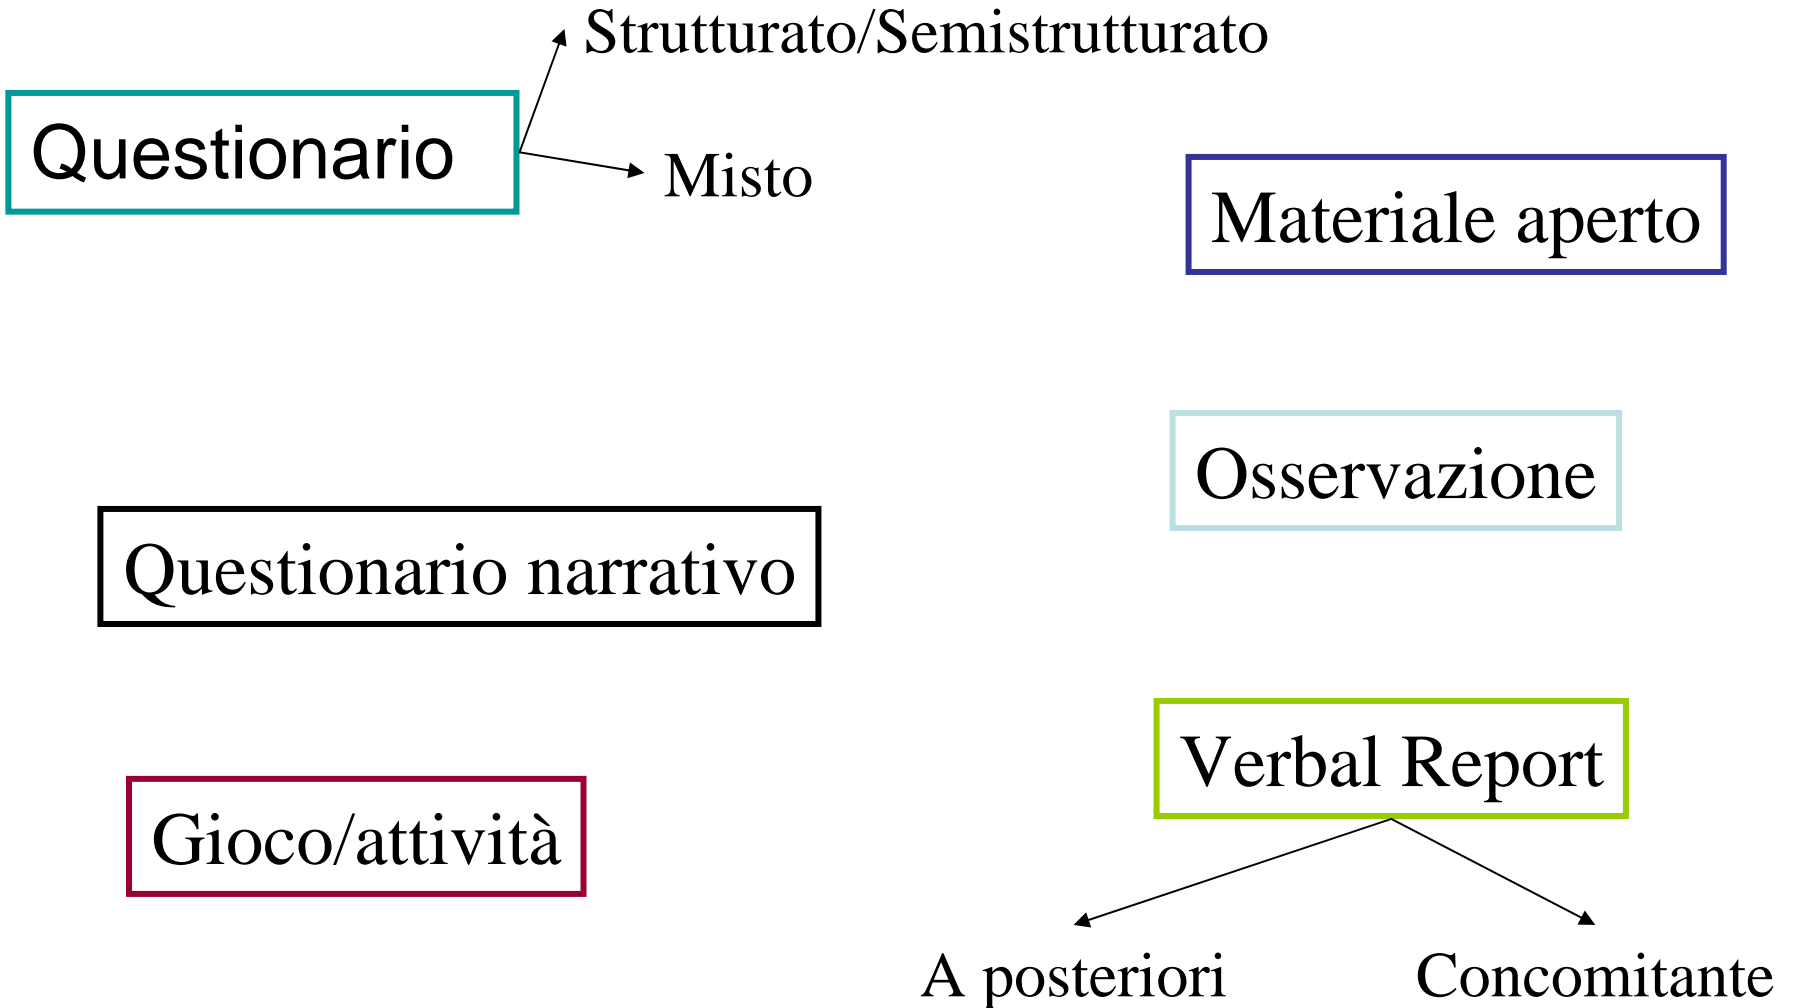 Strutturato/Semistrutturato
Questionario
Misto
Materiale aperto
Osservazione
Questionario narrativo
Verbal Report
Gioco/attività
A posteriori
Concomitante